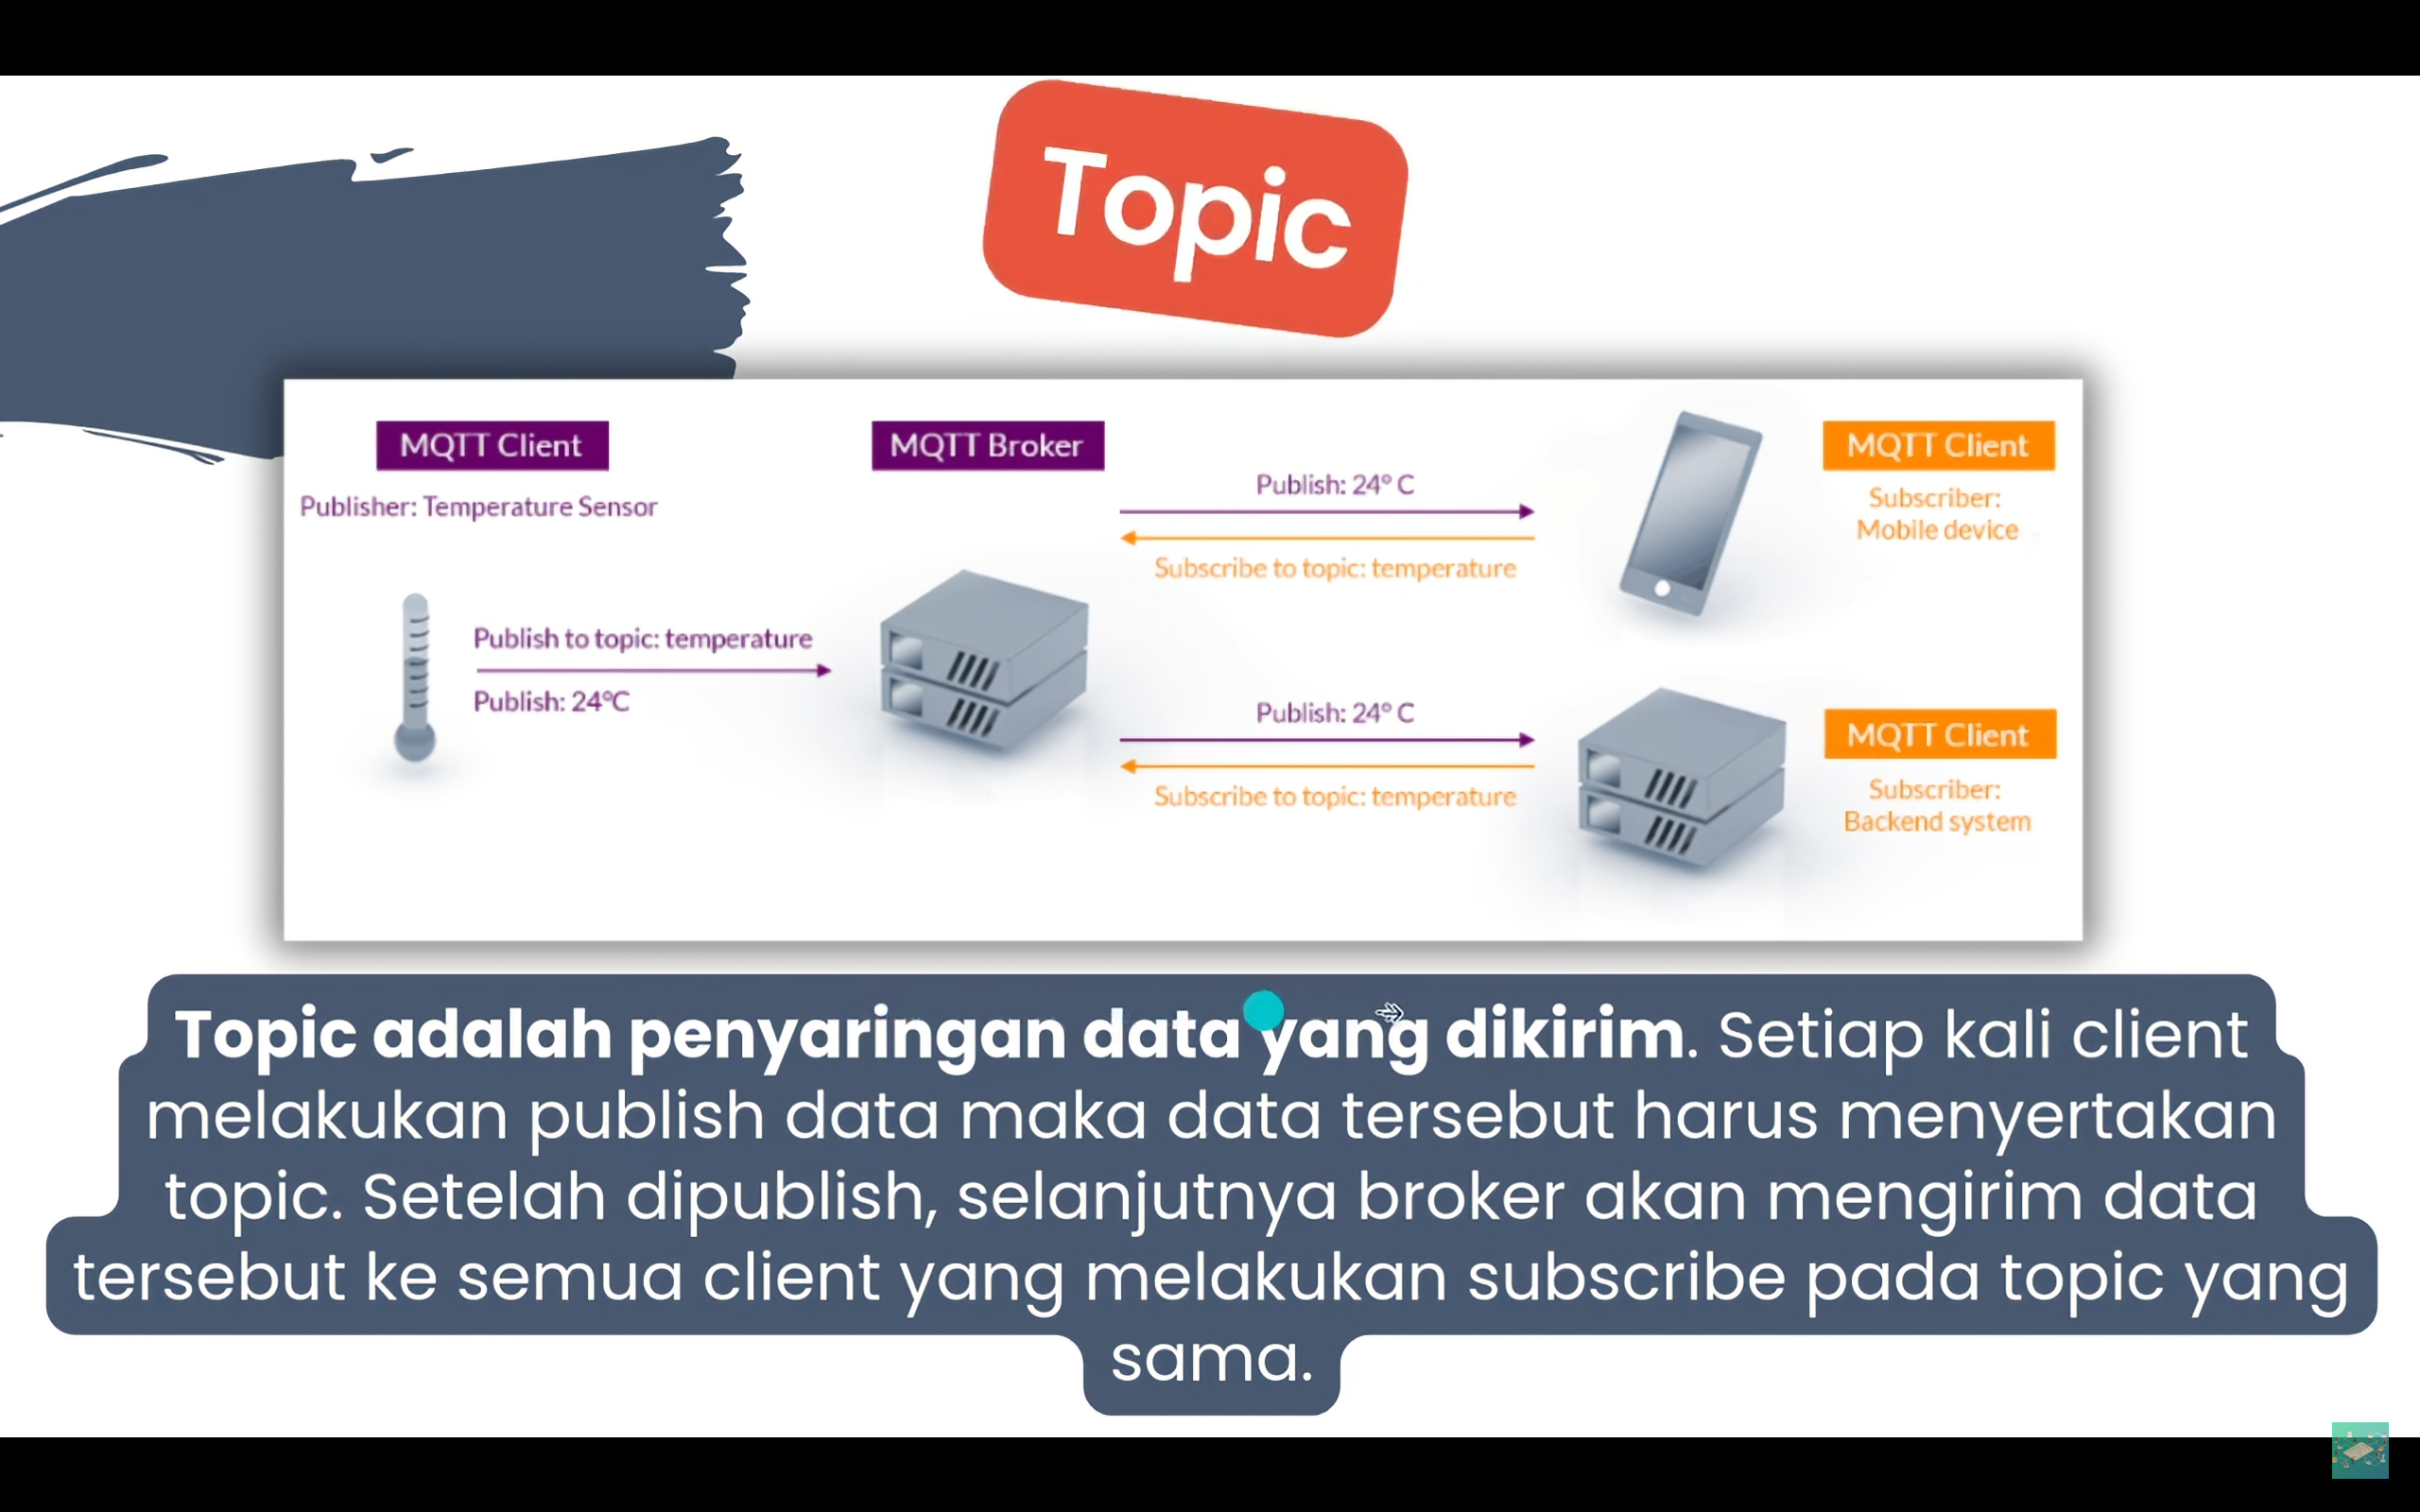 Topic
MQTT Client
Publisher: Temperature Sensor
Publish to topic: temperature
Publish: 24°C
MQTT Broker
Publish: 24° C
Subscribe to topic: temperature
MQTT Client
Subscriber:
Mobile device
Publish: 24° C
Subscribe to topic: temperature
MQTT Client
Subscriber:
Backend system
Topic adalah penyaringan data yang dikirim. Setiap kali client
melakukan publish data maka data tersebut harus menyertakan
topic. Setelah dipublish, selanjutnya broker akan mengirim data
tersebut ke semua client yang melakukan subscribe pada topic yang
sama.